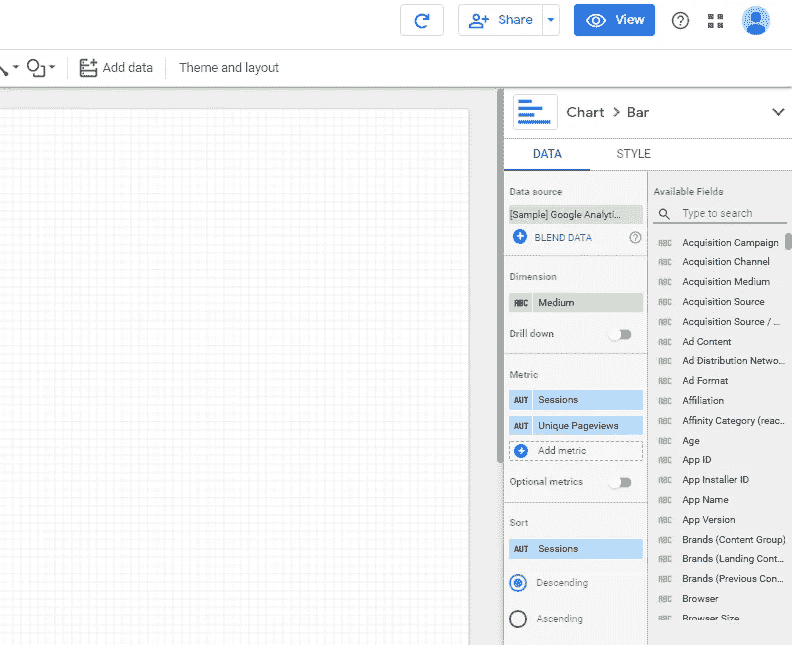 Share
View
Add data
Theme and layout
Chart > Bar
DATA
STYLE
Data source
[Sample] Google Analyti...
BLEND DATA
Dimension
ABC Medium
Drill down
Metric
AUT Sessions
AUT Unique Pageviews
Add metric
Optional metrics
Sort
AUT Sessions
Descending
Ascending
Available Fields
Type to search
ABC Acquisition Campaign
ABC Acquisition Channel
ABC Acquisition Medium
ABC Acquisition Source
ABC Acquisition Source / ...
ABC Ad Content
ABC Ad Distribution Netwo...
ABC Ad Format
ABC Affiliation
ABC Affinity Category (reac...
ABC Age
ABC App ID
ABC App Installer ID
ABC App Name
ABC App Version
ABC Brands (Content Group)
ABC Brands (Landing Cont...
ABC Brands (Previous Con...
ABC Browser
ABC Browser Size